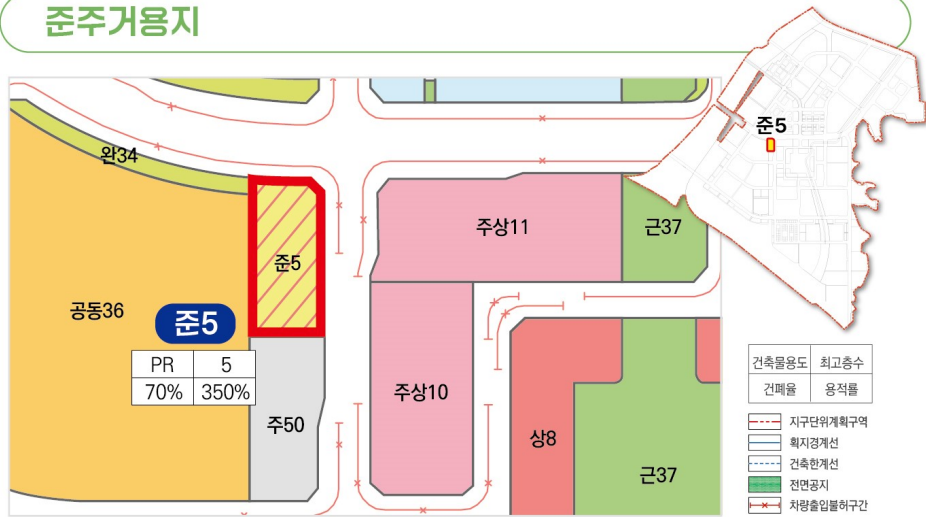 준주거용지
준5
완34
주상11
근37
준5
공동36
준5
PR 5
70% 350%
주50
주상10
상8
근37
건축물용도 최고층수
건폐율 용적률
지구단위계획구역
획지경계선
건축한계선
전면공지
차량출입불허구간